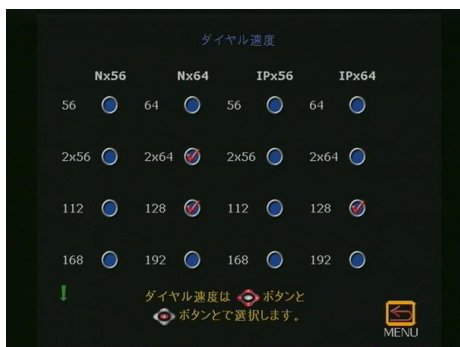 ダイヤル速度
Nx56 Nx64 IPx56 IPx64
56 64 56 64
2x56 2x64 2x56 2x64
112 128 112 128
168 192 168 192
! ダイヤル速度は ボタンと
ボタンとで選択します。
MENU